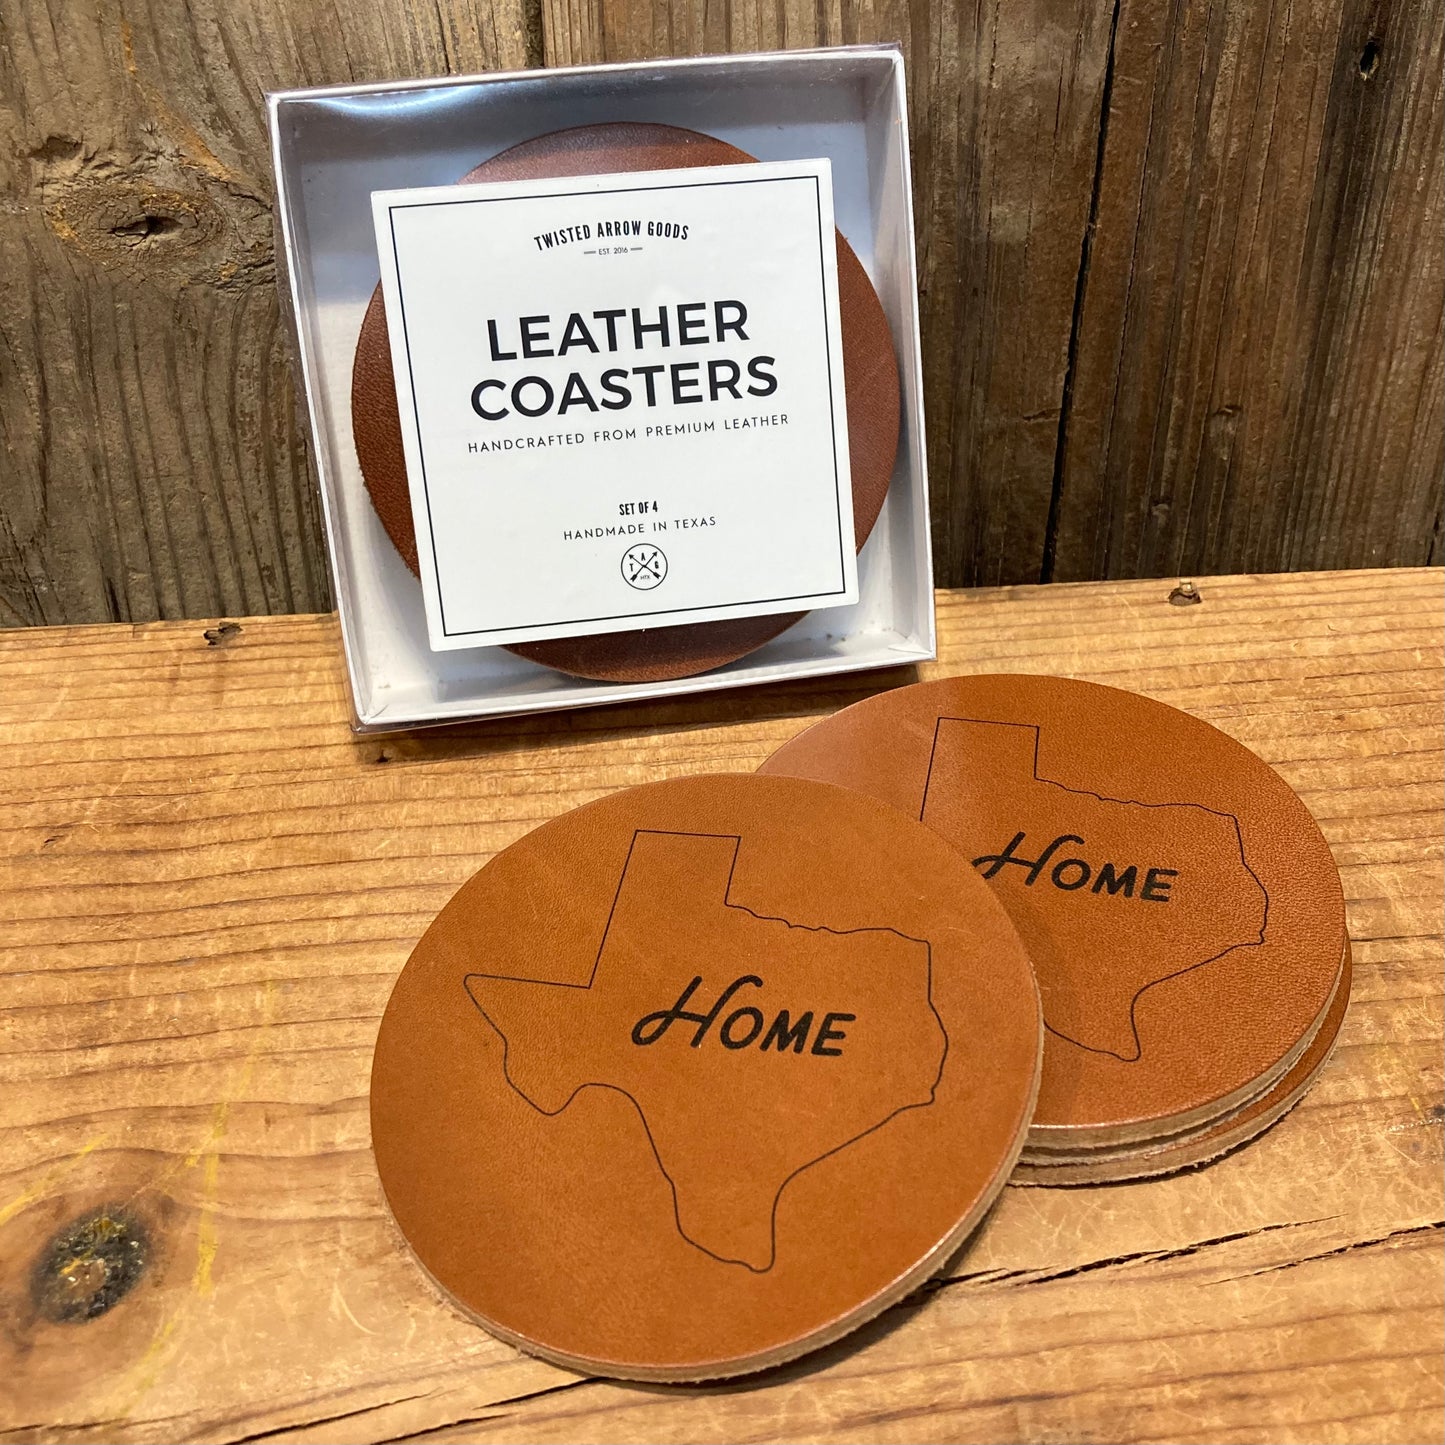 TWISTED ARROW GOODS
EST. 2016
LEATHER
COASTERS
HANDCRAFTED FROM PREMIUM LEATHER
SET OF 4
HANDMADE IN TEXAS
T A G
HTX
HOME
HOME